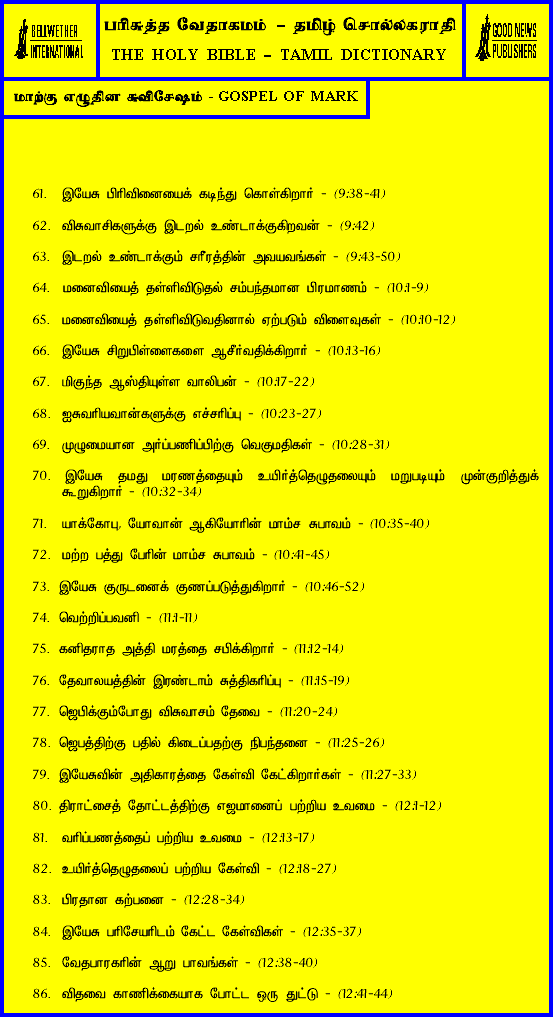 BELLWETHER
INTERNATIONAL
பரிசுத்த வேதாகமம் – தமிழ் சொல்லகராதி
THE HOLY BIBLE – TAMIL DICTIONARY
GOOD NEWS
PUBLISHERS
மாற்கு எழுதின சுவிசேஷம் - GOSPEL OF MARK
61. இயேசு பிரிவினையைக் கடிந்து கொள்கிறார் - (9:38-41)
62. விசுவாசிகளுக்கு இடறல் உண்டாக்குகிறவன் - (9:42)
63. இடறல் உண்டாக்கும் சரீரத்தின் அவயவங்கள் - (9:43-50)
64. மனைவியைத் தள்ளிவிடுதல் சம்பந்தமான பிரமாணம் - (10:1-9)
65. மனைவியைத் தள்ளிவிடுவதினால் ஏற்படும் விளைவுகள் - (10:10-12)
66. இயேசு சிறுபிள்ளைகளை ஆசீர்வதிக்கிறார் - (10:13-16)
67. மிகுந்த ஆஸ்தியுள்ள வாலிபன் - (10:17-22)
68. ஐசுவரியவான்களுக்கு எச்சரிப்பு - (10:23-27)
69. முழுமையான அர்ப்பணிப்பிற்கு வெகுமதிகள் - (10:28-31)
70. இயேசு தமது மரணத்தையும் உயிர்த்தெழுதலையும் மறுபடியும் முன்குறித்துக்
கூறுகிறார் - (10:32-34)
71. யாக்கோபு, யோவான் ஆகியோரின் மாம்ச சுபாவம் - (10:35-40)
72. மற்ற பத்து பேரின் மாம்ச சுபாவம் - (10:41-45)
73. இயேசு குருடனைக் குணப்படுத்துகிறார் - (10:46-52)
74. வெற்றிப்பவனி - (11:1-11)
75. கனிதராத அத்தி மரத்தை சபிக்கிறார் - (11:12-14)
76. தேவாலயத்தின் இரண்டாம் சுத்திகரிப்பு - (11:15-19)
77. ஜெபிக்கும்போது விசுவாசம் தேவை - (11:20-24)
78. ஜெபத்திற்கு பதில் கிடைப்பதற்கு நிபந்தனை - (11:25-26)
79. இயேசுவின் அதிகாரத்தை கேள்வி கேட்கிறார்கள் - (11:27-33)
80. திராட்சைத் தோட்டத்திற்கு எஜமானைப் பற்றிய உவமை - (12:1-12)
81. வரிப்பணத்தைப் பற்றிய உவமை - (12:13-17)
82. உயிர்த்தெழுதலைப் பற்றிய கேள்வி - (12:18-27)
83. பிரதான கற்பனை - (12:28-34)
84. இயேசு பரிசேயரிடம் கேட்ட கேள்விகள் - (12:35-37)
85. வேதபாரகரின் ஆறு பாவங்கள் - (12:38-40)
86. விதவை காணிக்கையாக போட்ட ஒரு துட்டு - (12:41-44)